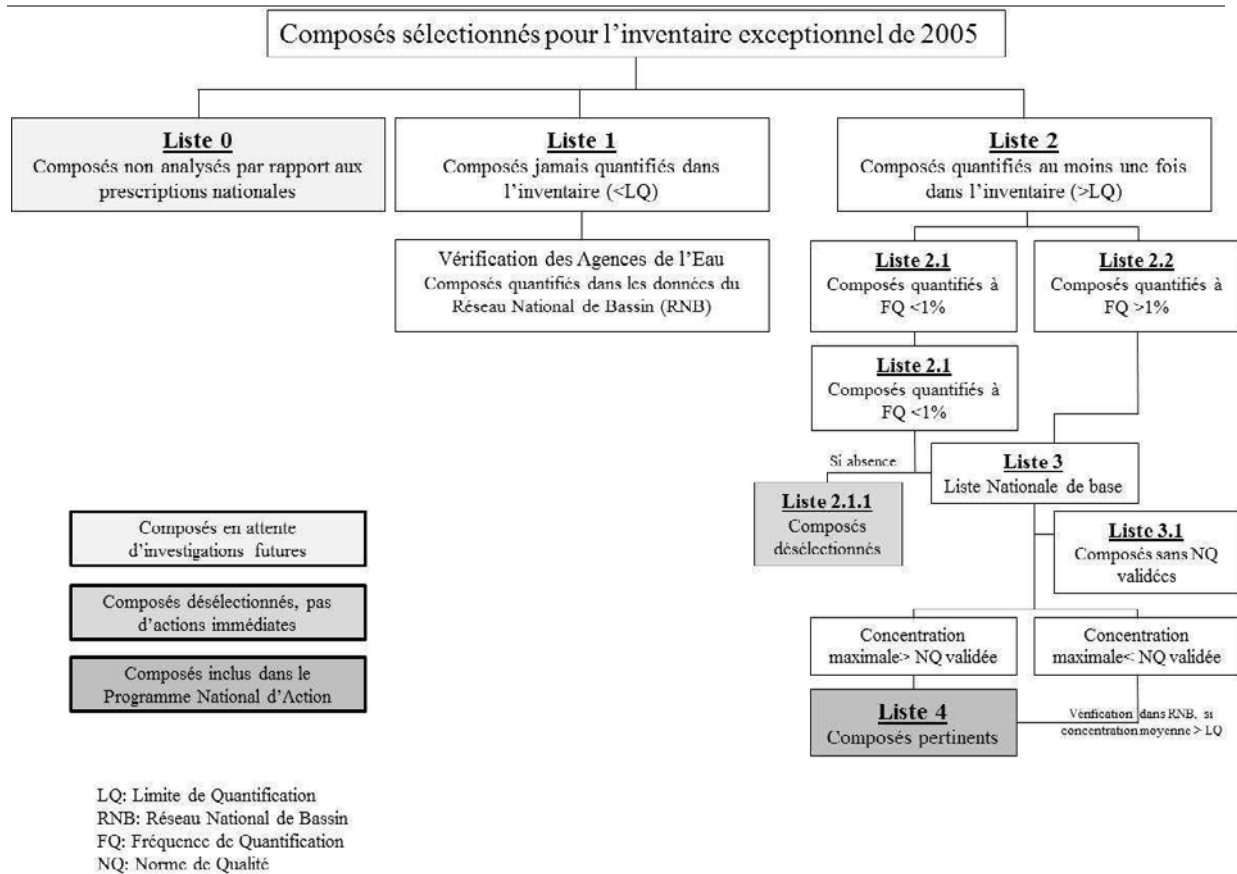 Composés sélectionnés pour l'inventaire exceptionnel de 2005
Liste 0
Composés non analysés par rapport aux
prescriptions nationales
Liste 1
Composés jamais quantifiés dans
l'inventaire (<LQ)
Liste 2
Composés quantifiés au moins une fois
dans l'inventaire (>LQ)
Vérification des Agences de l'Eau
Composés quantifiés dans les données du
Réseau National de Bassin (RNB)
Liste 2.1
Composés quantifiés à
FQ <1%
Liste 2.2
Composés quantifiés à
FQ >1%
Liste 2.1
Composés quantifiés à
FQ <1%
Si absence
Liste 3
Liste Nationale de base
Liste 2.1.1
Composés
désélectionnés
Liste 3.1
Composés sans NQ
validées
Composés en attente
d'investigations futures
Composés désélectionnés, pas
d'actions immédiates
Composés inclus dans le
Programme National d'Action
Concentration
maximale> NQ validée
Concentration
maximale< NQ validée
Liste 4
Composés pertinents
Vérification dans RNB, si
concentration moyenne > LQ
LQ: Limite de Quantification
RNB: Réseau National de Bassin
FQ: Fréquence de Quantification
NQ: Norme de Qualité